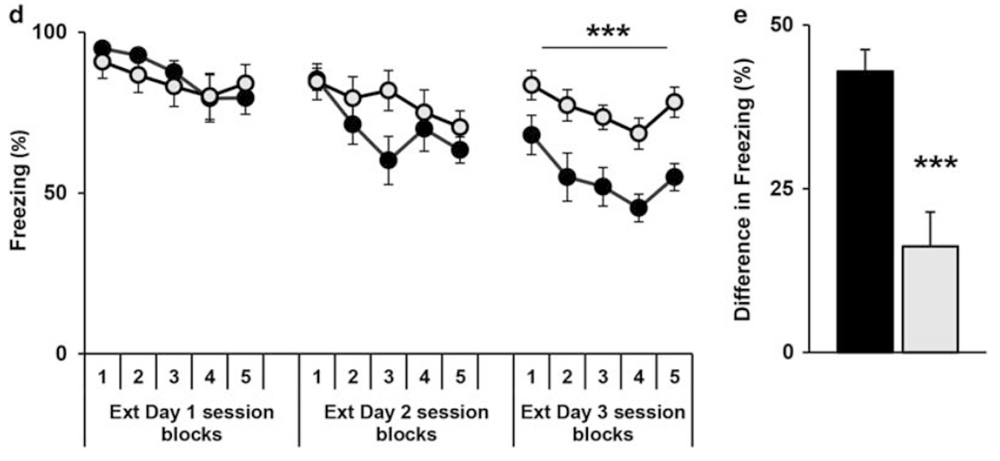 d
e
100
50
0
Freezing (%)
***
1 2 3 4 5
1 2 3 4 5
1 2 3 4 5
Ext Day 1 session
blocks
Ext Day 2 session
blocks
Ext Day 3 session
blocks
50
25
0
Difference in Freezing (%)
***